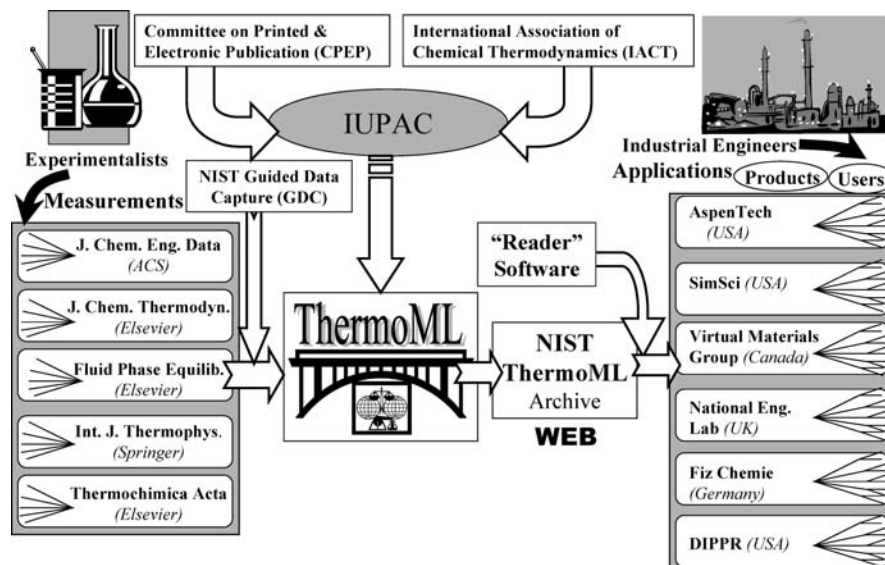 Committee on Printed &
Electronic Publication (CPEP)
International Association of
Chemical Thermodynamics (IACT)
IUPAC
Experimentalists
Measurements
NIST Guided Data
Capture (GDC)
Industrial Engineers
Applications
Products
Users
J. Chem. Eng. Data
(ACS)
J. Chem. Thermodyn.
(Elsevier)
Fluid Phase Equilib.
(Elsevier)
Int. J. Thermophys.
(Springer)
Thermochimica Acta
(Elsevier)
ThermoML
“Reader”
Software
NIST
ThermoML
Archive
WEB
AspenTech
(USA)
SimSci (USA)
Virtual Materials
Group (Canada)
National Eng.
Lab (UK)
Fiz Chemie
(Germany)
DIPPR (USA)